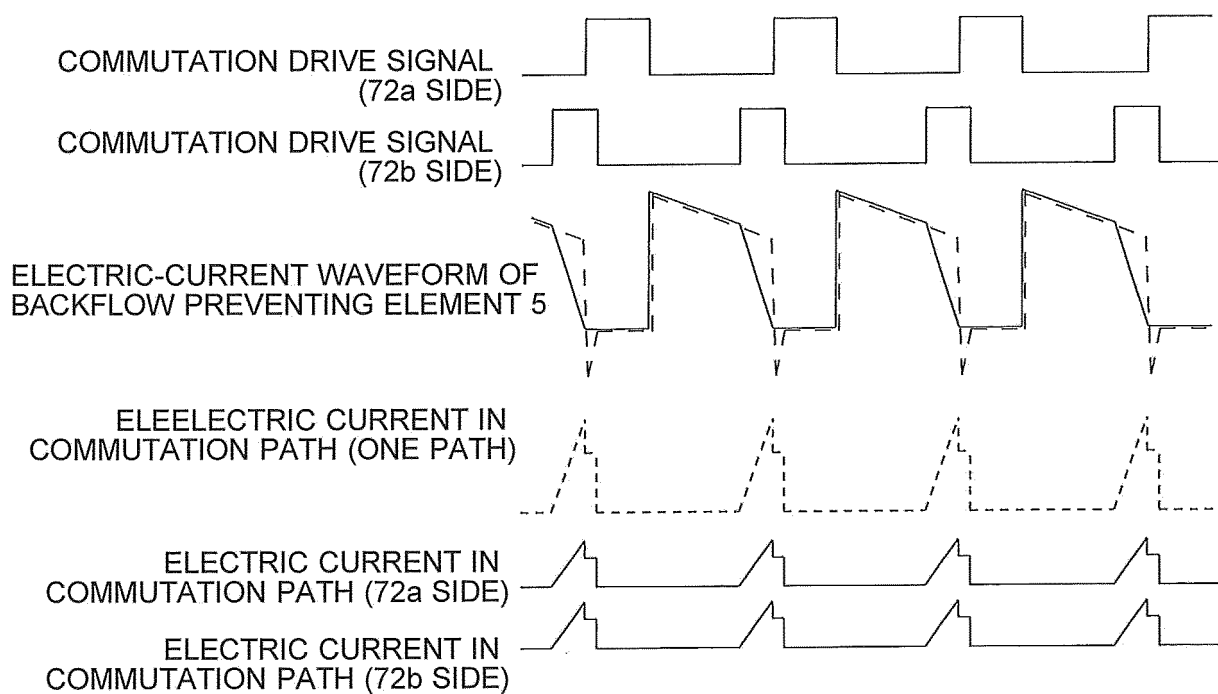 COMMUTATION DRIVE SIGNAL
(72a SIDE)
COMMUTATION DRIVE SIGNAL
(72b SIDE)
ELECTRIC-CURRENT WAVEFORM OF
BACKFLOW PREVENTING ELEMENT 5
ELEELECTRIC CURRENT IN
COMMUTATION PATH (ONE PATH)
ELECTRIC CURRENT IN
COMMUTATION PATH (72a SIDE)
ELECTRIC CURRENT IN
COMMUTATION PATH (72b SIDE)